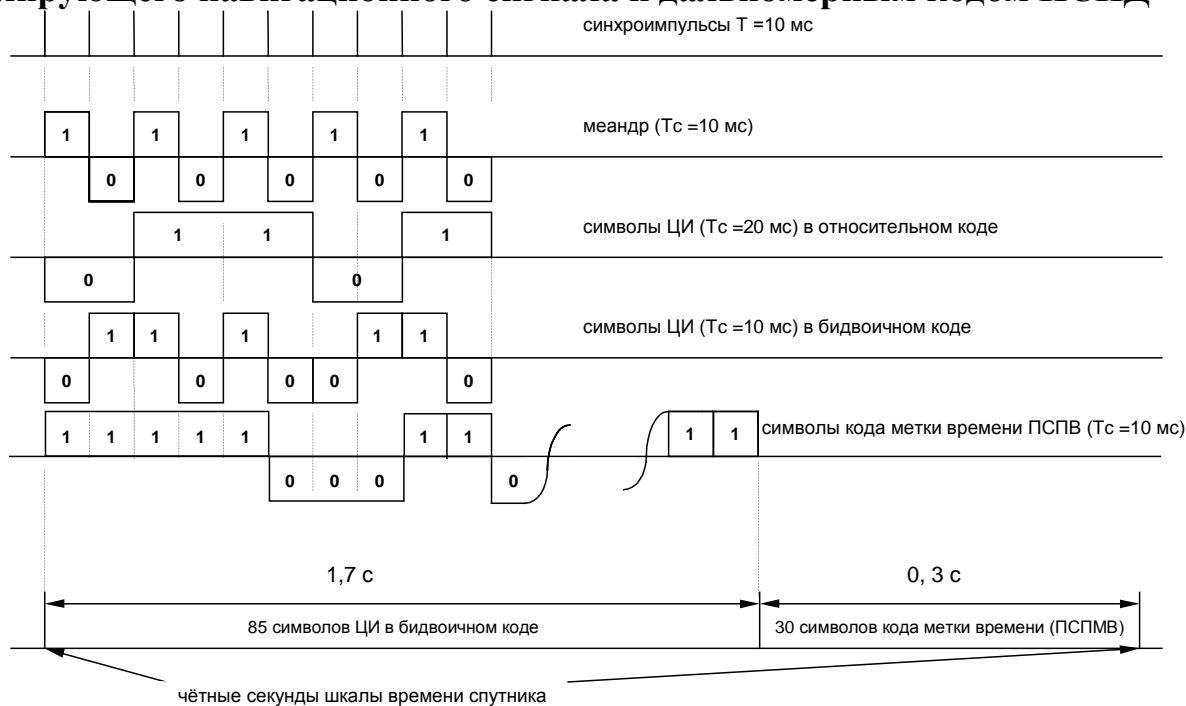 синхроимпульсы Т =10 мс
меандр (Тс =10 мс)
1 1 1 1 1
0 0 0 0 0
символы ЦИ (Тс =20 мс) в относительном коде
1 1 1
0 0
символы ЦИ (Тс =10 мс) в бидвоичном коде
1 1 1 1 1
0 0 0 0 0
символы кода метки времени ПСПВ (Тс =10 мс)
1 1 1 1 1 1 1 1 1
0 0 0 0
1,7 с 0, 3 с
85 символов ЦИ в бидвоичном коде 30 символов кода метки времени (ПСПМВ)
чётные секунды шкалы времени спутника